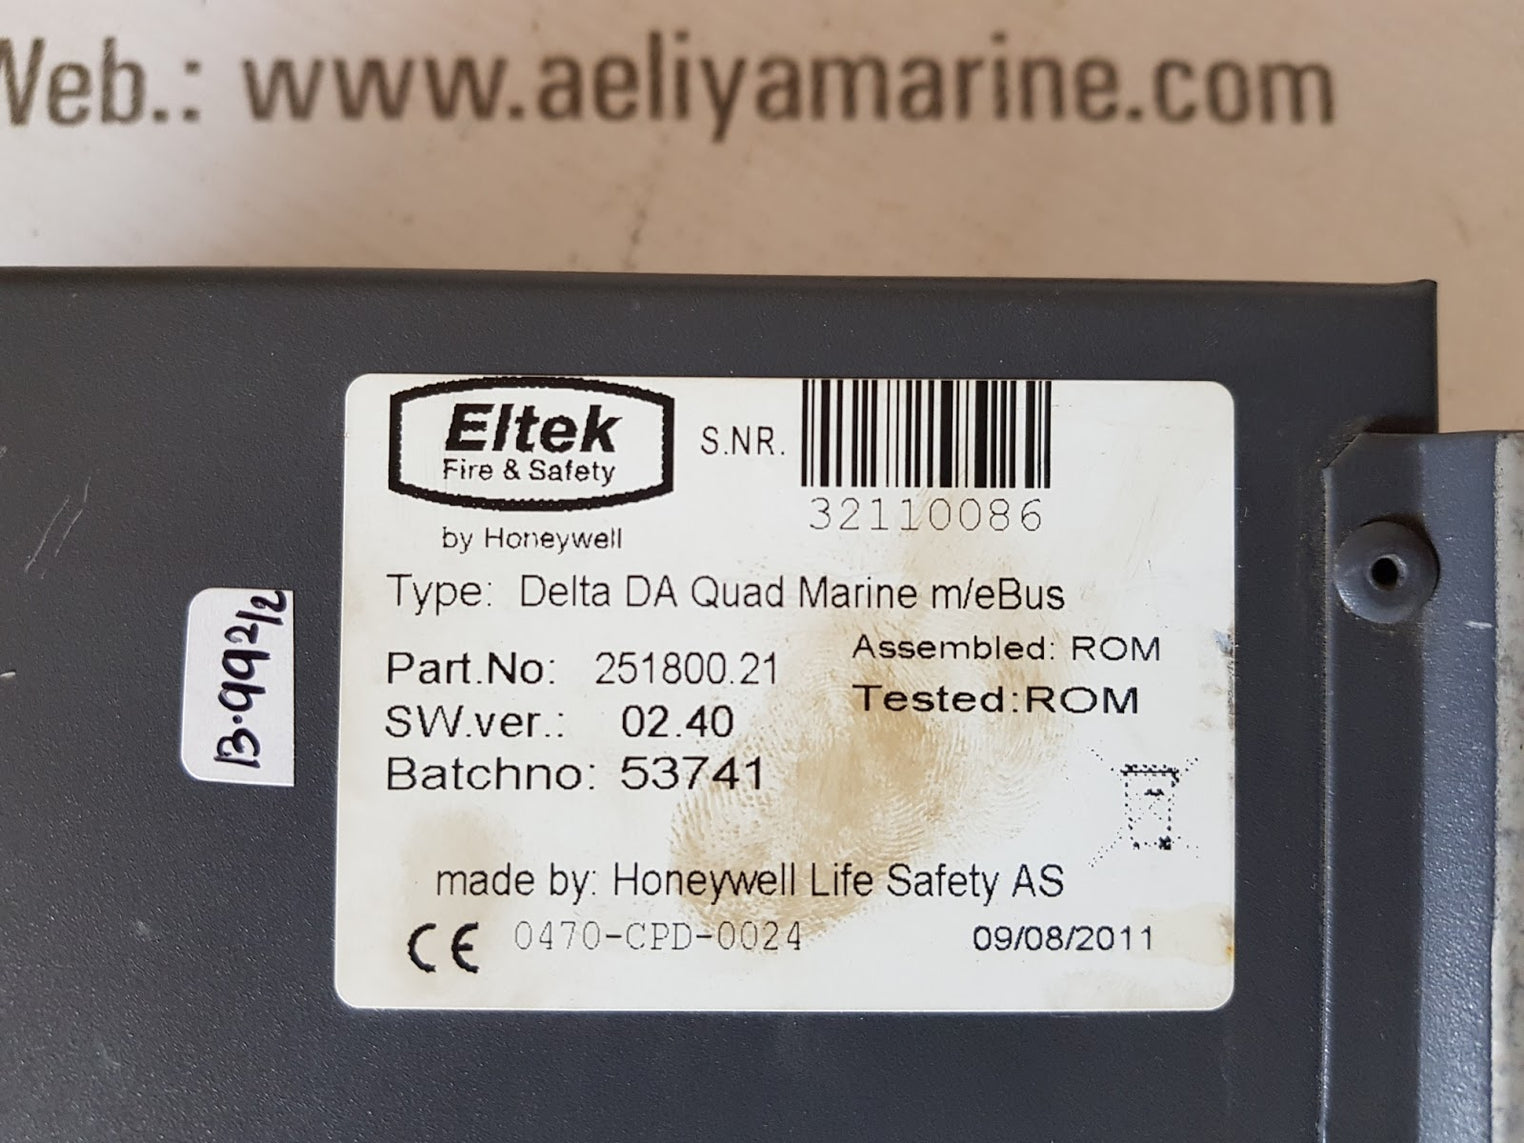 Web.: www.aeliyamarine.com
Eltek
Fire & Safety
by Honeywell
S.NR.
32110086
Type: Delta DA Quad Marine m/eBus
Part.No: 251800.21
Assembled: ROM
SW.ver.: 02.40
Tested:ROM
Batchno: 53741
made by: Honeywell Life Safety AS
CE 0470-CPD-0024
09/08/2011
B.992/2